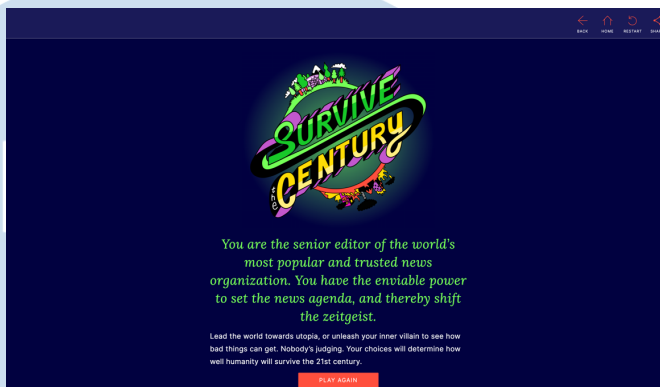 BACK HOME RESTART SHARE
SURVIVE
the CENTURY
You are the senior editor of the world's
most popular and trusted news
organization. You have the enviable power
to set the news agenda, and thereby shift
the zeitgeist.
Lead the world towards utopia, or unleash your inner villain to see how
bad things can get. Nobody's judging. Your choices will determine how
well humanity will survive the 21st century.
PLAY AGAIN